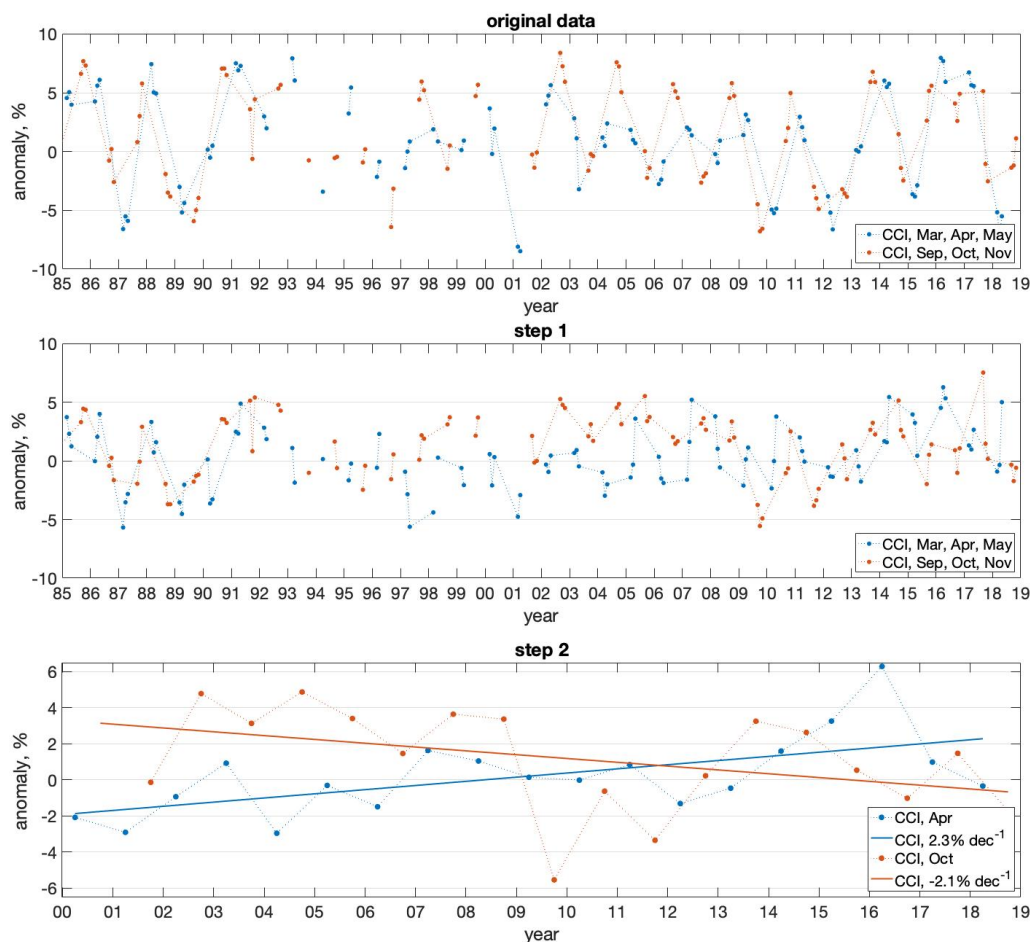 original data
10
5
0
-5
-10
anomaly, %
CCI, Mar, Apr, May
CCI, Sep, Oct, Nov
85 86 87 88 89 90 91 92 93 94 95 96 97 98 99 00 01 02 03 04 05 06 07 08 09 10 11 12 13 14 15 16 17 18 19
year
step 1
10
5
0
-5
-10
anomaly, %
CCI, Mar, Apr, May
CCI, Sep, Oct, Nov
85 86 87 88 89 90 91 92 93 94 95 96 97 98 99 00 01 02 03 04 05 06 07 08 09 10 11 12 13 14 15 16 17 18 19
year
step 2
6
4
2
0
-2
-4
-6
anomaly, %
CCI, Apr
CCI, 2.3% dec⁻¹
CCI, Oct
CCI, -2.1% dec⁻¹
00 01 02 03 04 05 06 07 08 09 10 11 12 13 14 15 16 17 18 19
year